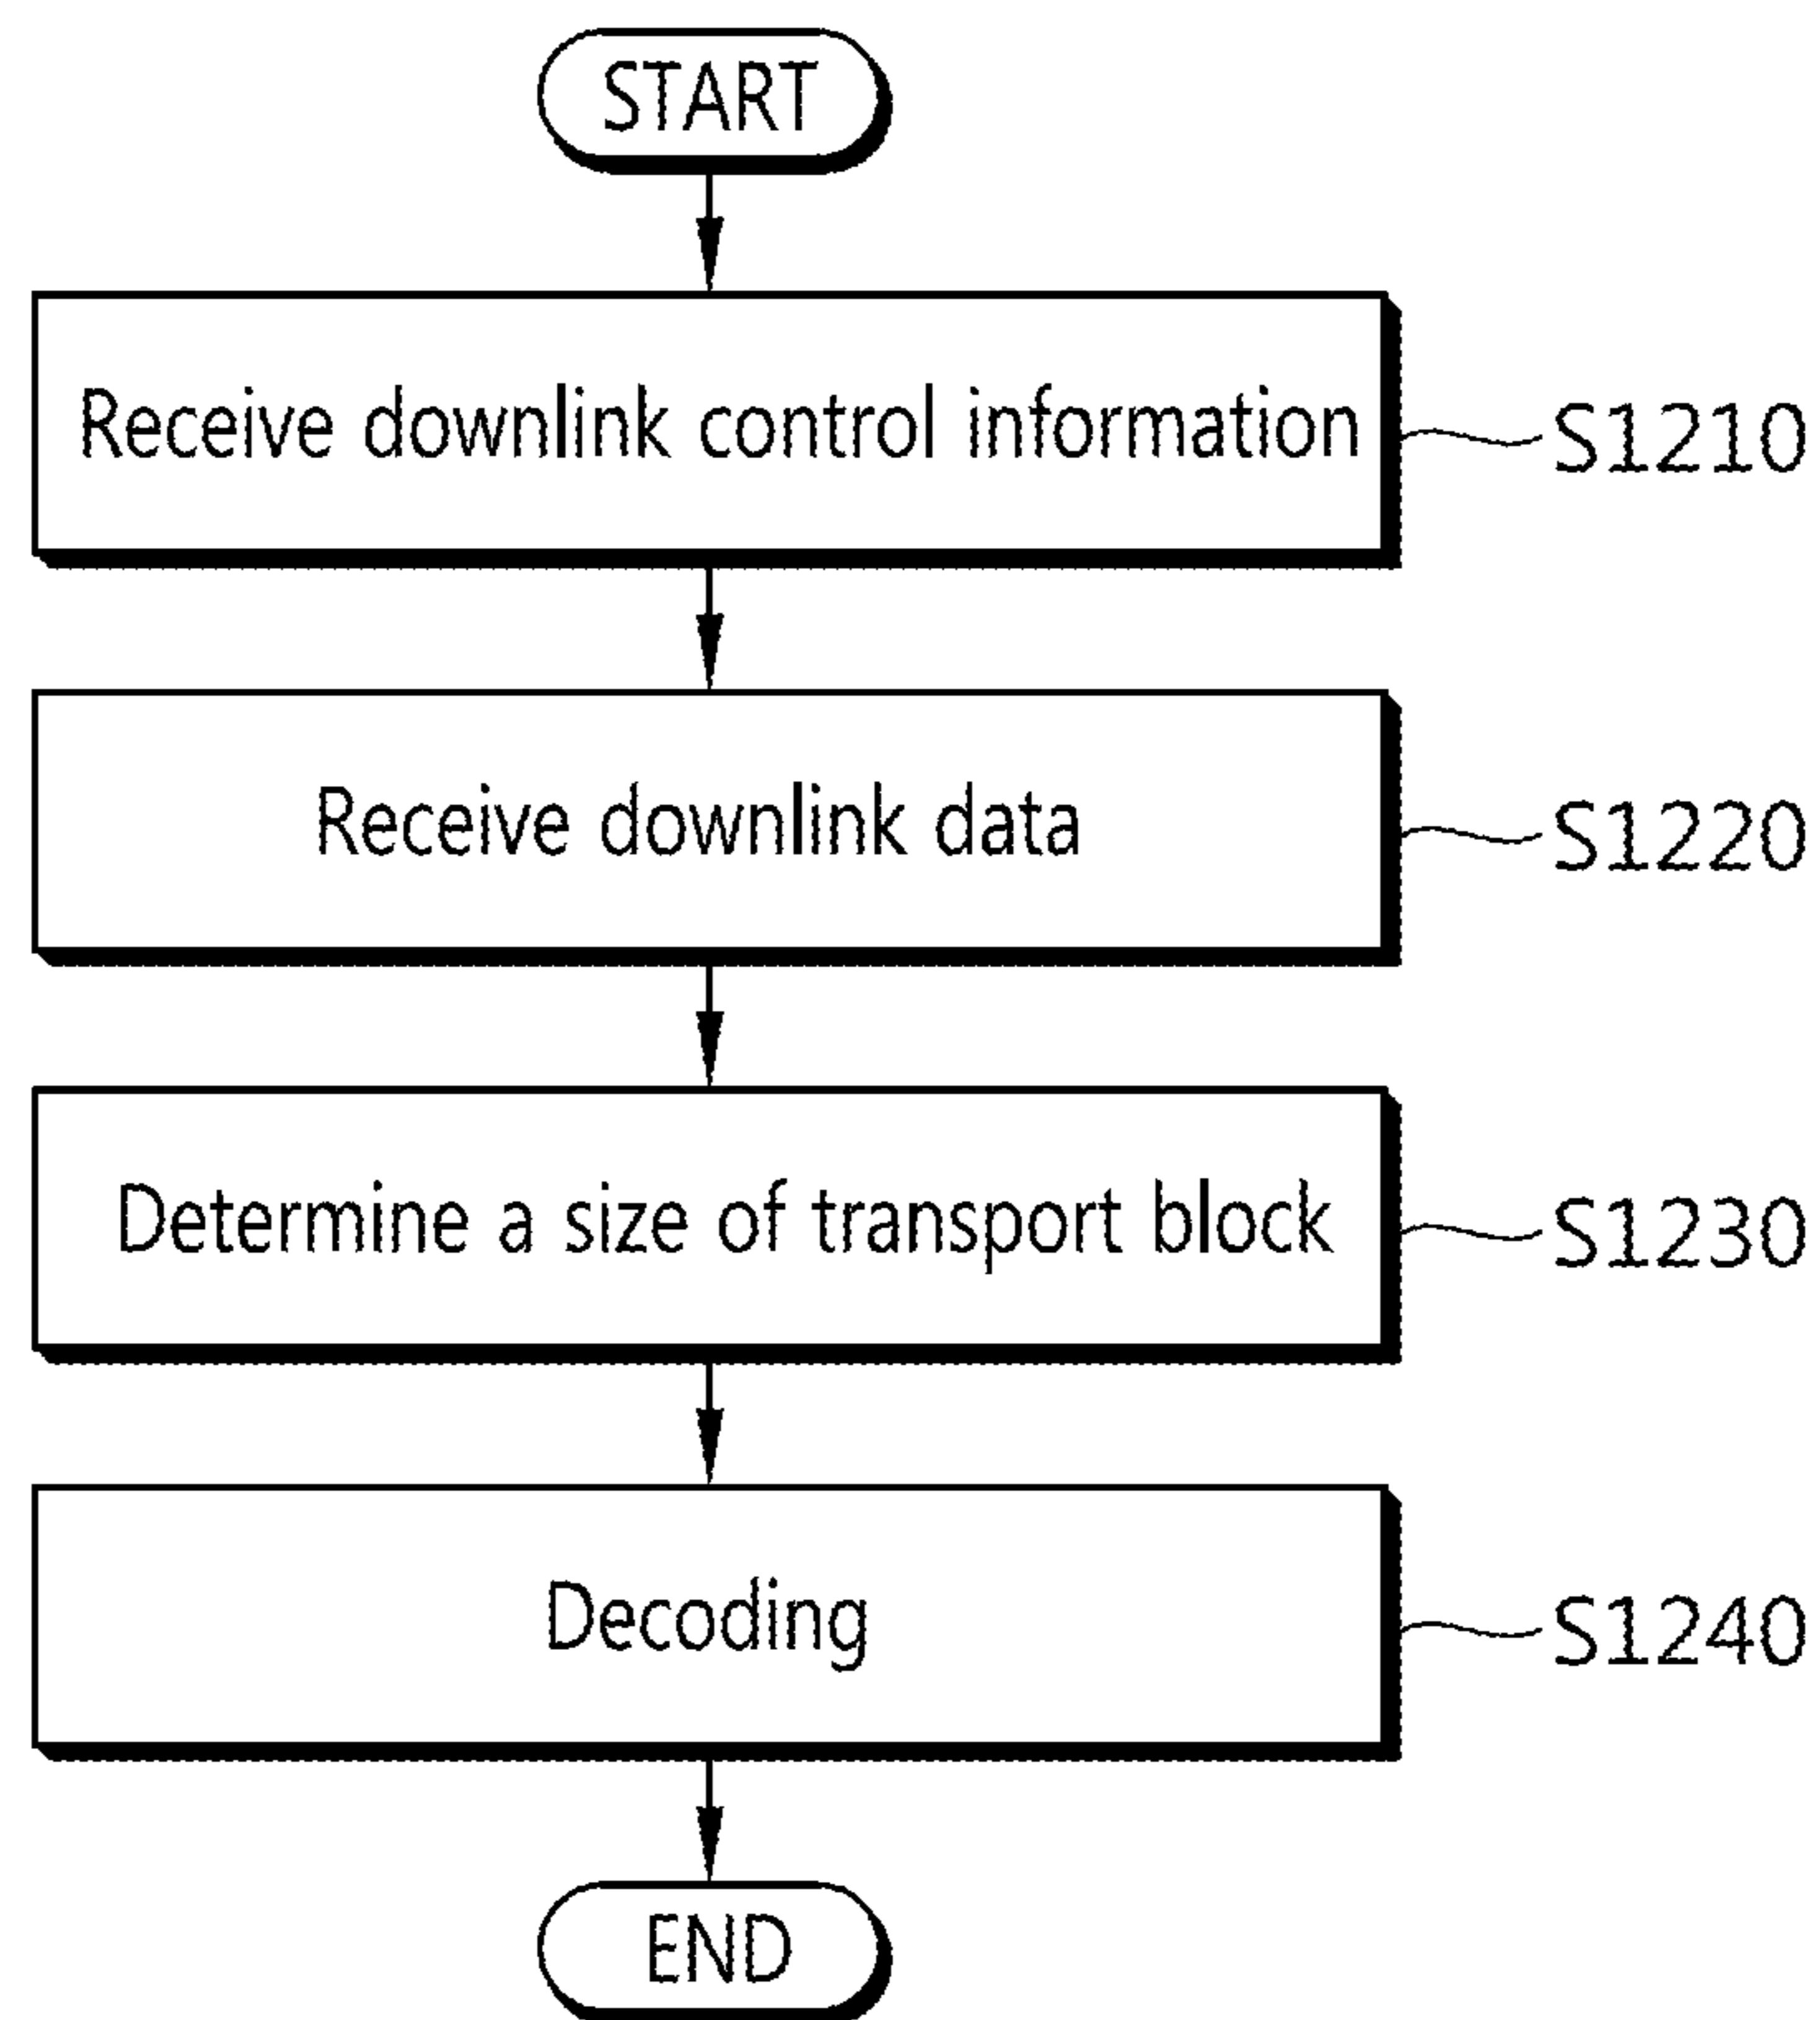 START
Receive downlink control information
S1210
Receive downlink data
S1220
Determine a size of transport block
S1230
Decoding
S1240
END